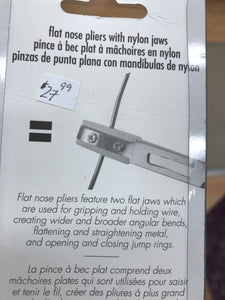 flat nose pliers with nylon jaws
pince à bec plat à mâchoires en nylon
pinzas de punta plana con mandibulas de nylon
$27.99
Flat nose pliers feature two flat jaws which
are used for gripping and holding wire,
creating wider and broader angular bends,
flattening and straightening metal,
and opening and closing jump rings.
La pince à bec plat comprend deux
mâchoires plates qui sont utilisées pour saisir
et tenir le fil, créer des pliures à plus grand